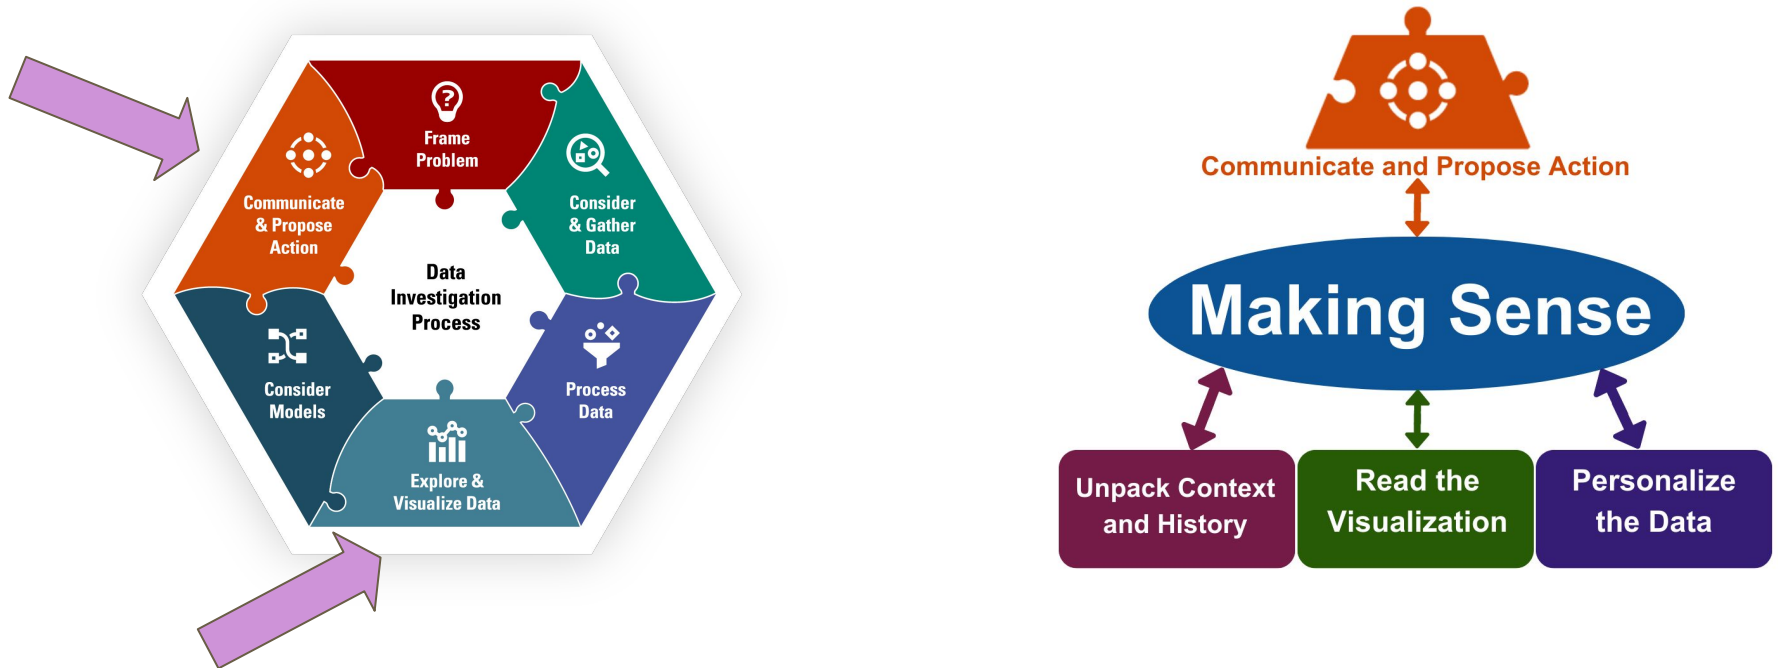 Frame
Problem
Consider
& Gather
Data
Process
Data
Explore &
Visualize Data
Consider
Models
Communicate
& Propose
Action
Data
Investigation
Process
Communicate and Propose Action
Making Sense
Unpack Context
and History
Read the
Visualization
Personalize
the Data